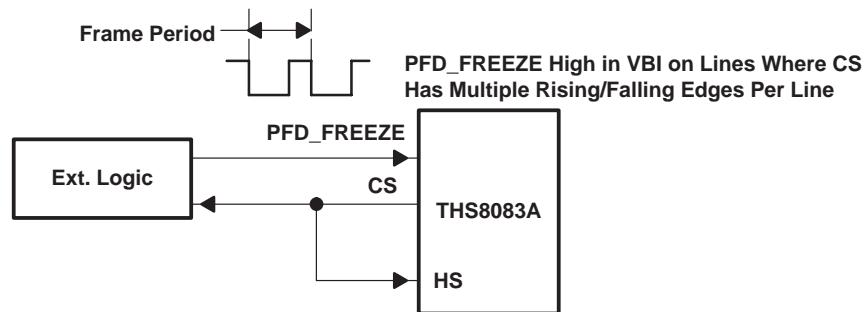 Frame Period
PFD_FREEZE High in VBI on Lines Where CS
Has Multiple Rising/Falling Edges Per Line
PFD_FREEZE
Ext. Logic
CS
THS8083A
HS